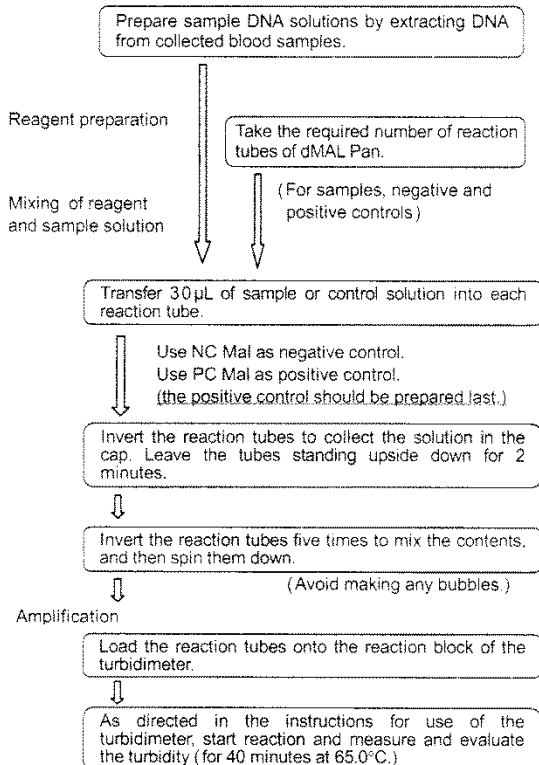 Prepare sample DNA solutions by extracting DNA
from collected blood samples.
Reagent preparation
Take the required number of reaction
tubes of dMAL Pan.
(For samples, negative and
positive controls)
Mixing of reagent
and sample solution
Transfer 30µL of sample or control solution into each
reaction tube.
Use NC Mal as negative control.
Use PC Mal as positive control.
(the positive control should be prepared last.)
Invert the reaction tubes to collect the solution in the
cap. Leave the tubes standing upside down for 2
minutes.
Invert the reaction tubes five times to mix the contents,
and then spin them down.
(Avoid making any bubbles.)
Amplification
Load the reaction tubes onto the reaction block of the
turbidimeter.
As directed in the instructions for use of the
turbidimeter, start reaction and measure and evaluate
the turbidity (for 40 minutes at 65.0°C.)